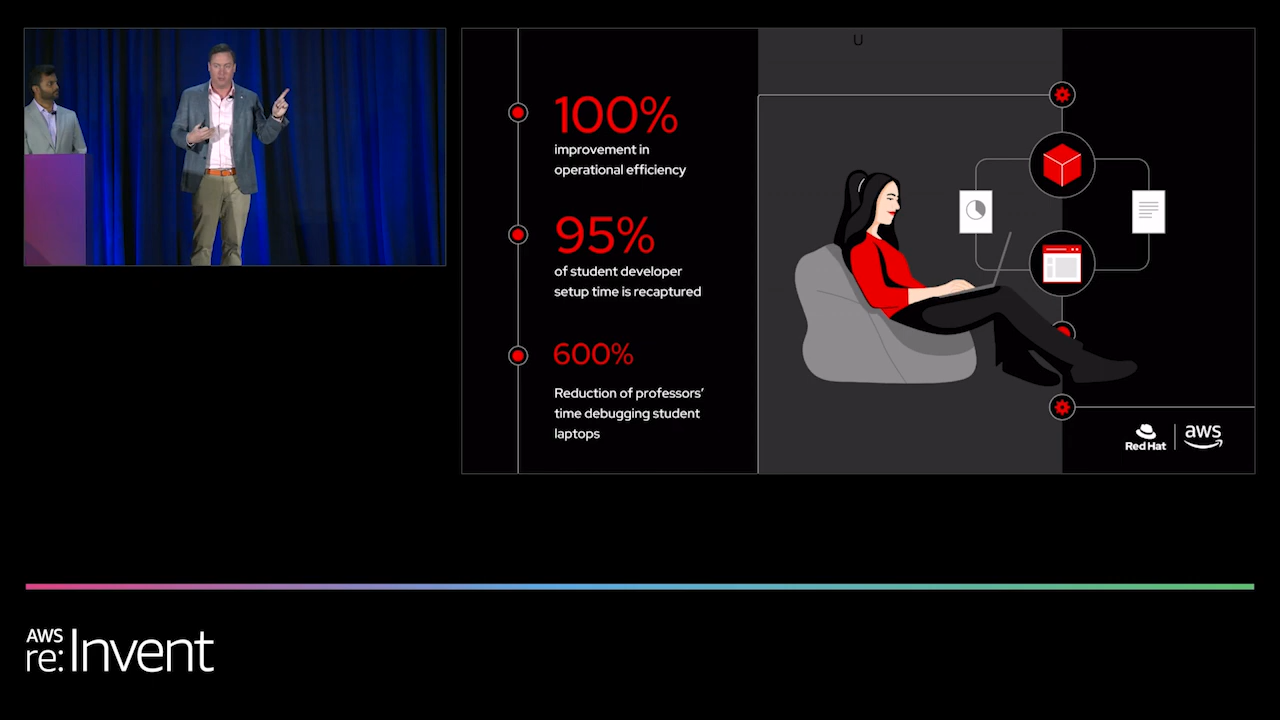 U
100%
improvement in
operational efficiency
95%
of student developer
setup time is recaptured
600%
Reduction of professors’
time debugging student
laptops
Red Hat
aws
AWS
re:Invent